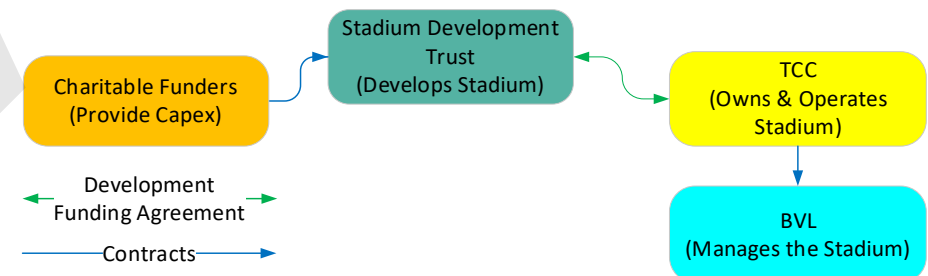 Stadium Development
Trust
(Develops Stadium)
Charitable Funders
(Provide Capex)
TCC
(Owns & Operates
Stadium)
Development
Funding Agreement
Contracts
BVL
(Manages the Stadium)